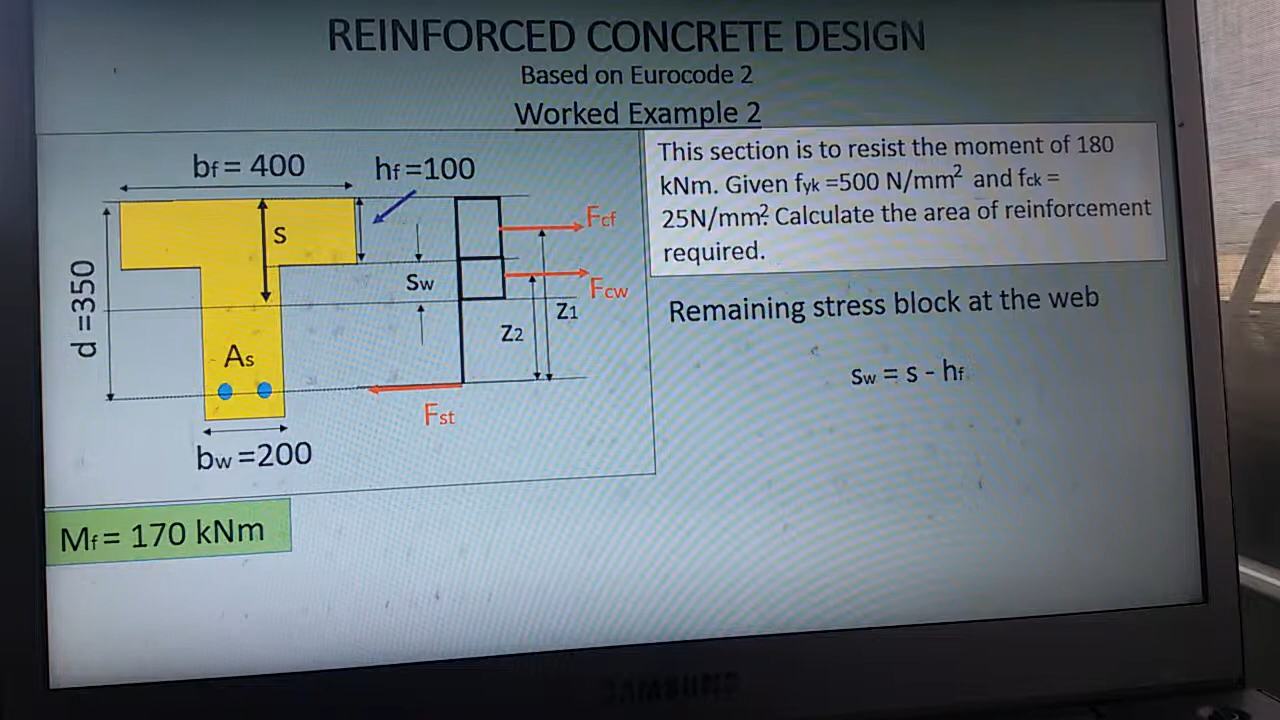 REINFORCED CONCRETE DESIGN
Based on Eurocode 2
Worked Example 2
bf = 400
hf =100
s
Fcf
sw
Fcw
z1
z2
d =350
As
Fst
bw =200
This section is to resist the moment of 180
kNm. Given fyk =500 N/mm² and fck =
25N/mm². Calculate the area of reinforcement
required.
Remaining stress block at the web
sw = s - hf
Mf = 170 kNm
SAMSUNG